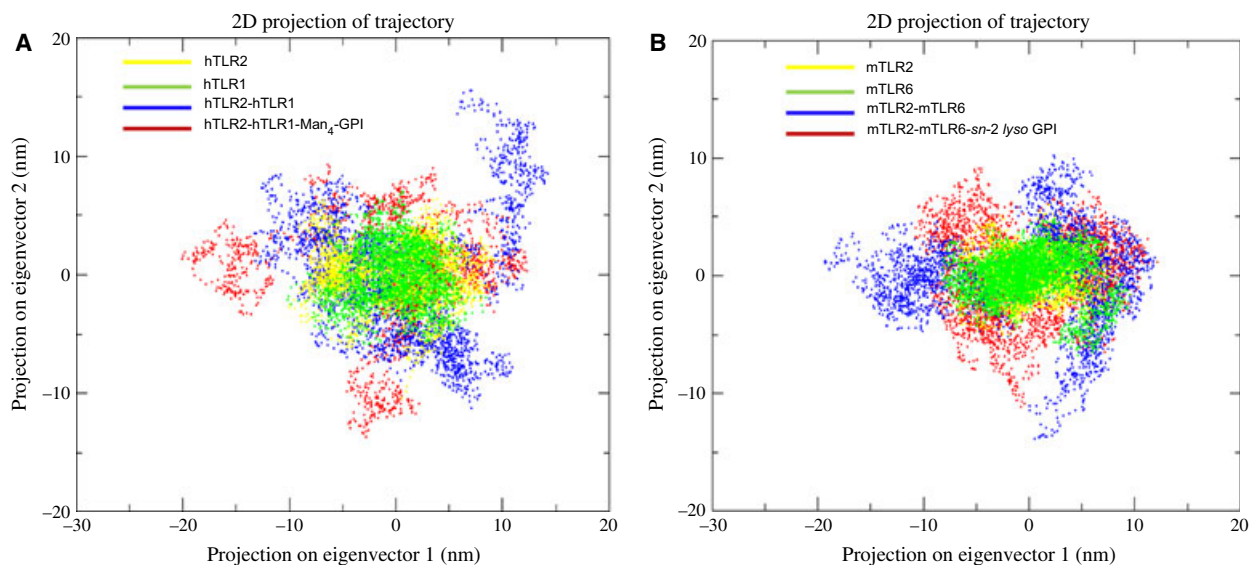 A
2D projection of trajectory
hTLR2
hTLR1
hTLR2-hTLR1
hTLR2-hTLR1-Man4-GPI
Projection on eigenvector 2 (nm)
20
10
0
−10
−20
−30
−20
−10
0
10
20
Projection on eigenvector 1 (nm)
B
2D projection of trajectory
mTLR2
mTLR6
mTLR2-mTLR6
mTLR2-mTLR6-sn-2 lyso GPI
Projection on eigenvector 2 (nm)
20
10
0
−10
−20
−30
−20
−10
0
10
20
Projection on eigenvector 1 (nm)